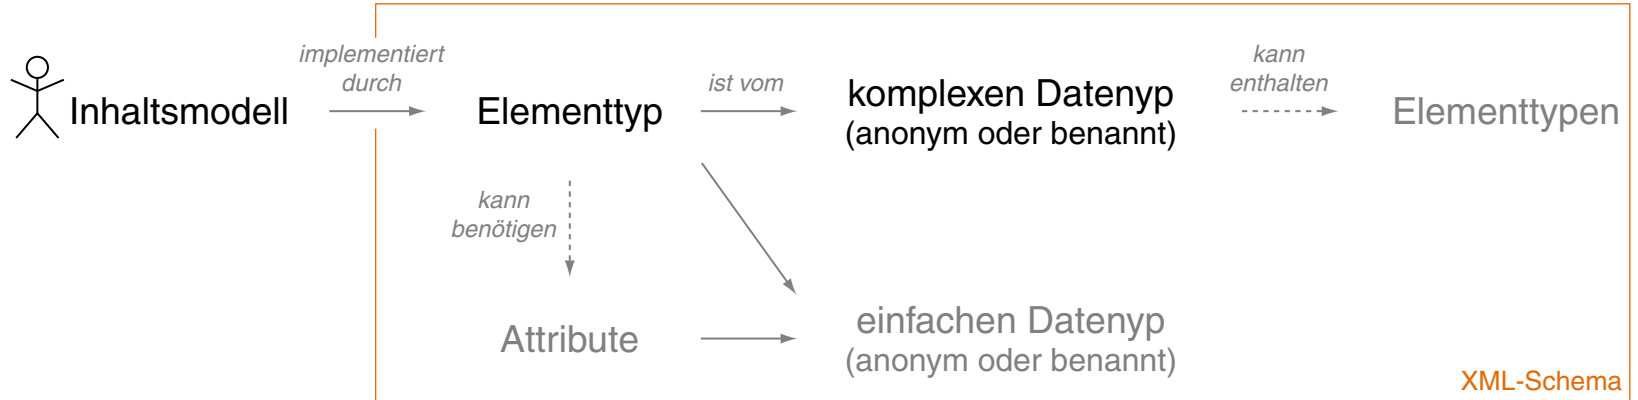 implementiert
durch
Inhaltsmodell
Elementtyp
ist vom
komplexen Datenyp
(anonym oder benannt)
kann
enthalten
Elementtypen
kann
benötigen
Attribute
einfachen Datenyp
(anonym oder benannt)
XML-Schema